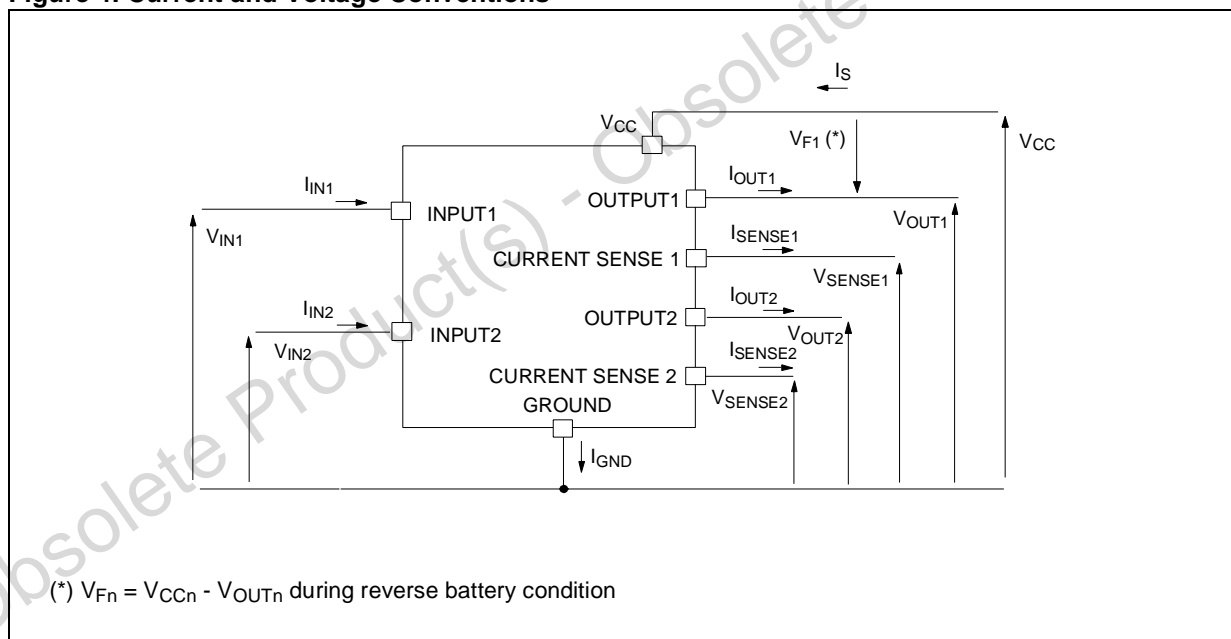 Figure 4. Current and Voltage Conventions
IS
VCC
VF1 (*)
VCC
IIN1
IOUT1
INPUT1
OUTPUT1
VIN1
VOUT1
ISENSE1
CURRENT SENSE 1
VSENSE1
IIN2
IOUT2
INPUT2
OUTPUT2
VIN2
VOUT2
ISENSE2
CURRENT SENSE 2
VSENSE2
GROUND
IGND
(*) VFn = VCCn - VOUTn during reverse battery condition
Obsolete Product(s) - Obsolete